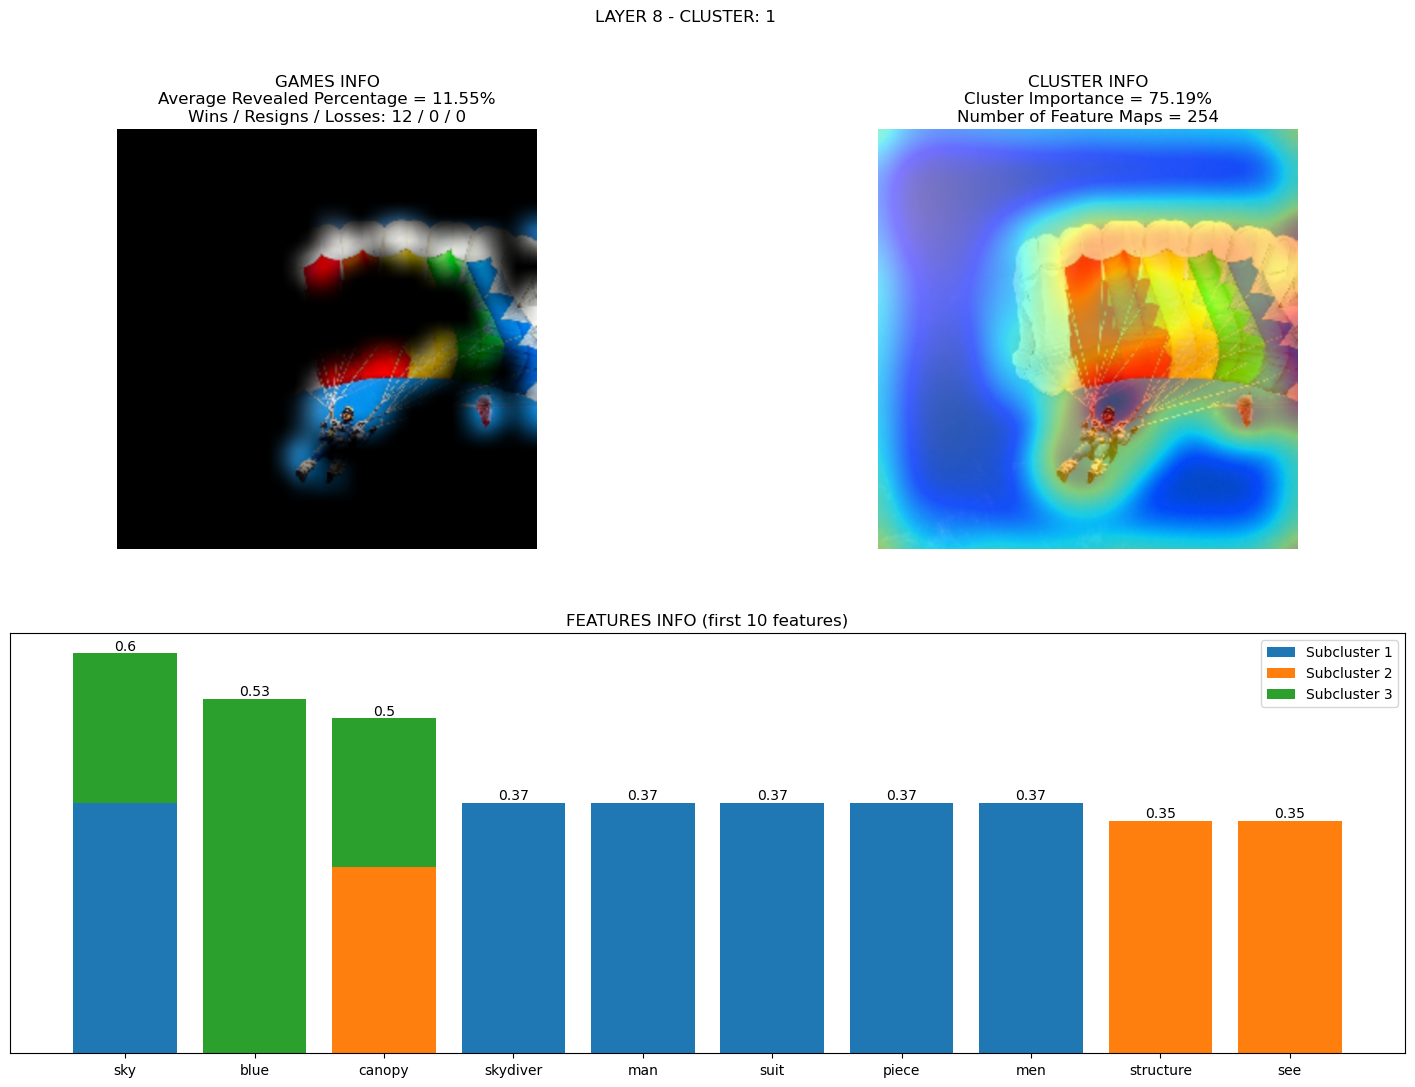 LAYER 8 - CLUSTER: 1
GAMES INFO
Average Revealed Percentage = 11.55%
Wins / Resigns / Losses: 12 / 0 / 0
CLUSTER INFO
Cluster Importance = 75.19%
Number of Feature Maps = 254
FEATURES INFO (first 10 features)
Subcluster 1
Subcluster 2
Subcluster 3
0.6
0.53
0.5
0.37
0.37
0.37
0.37
0.37
0.35
0.35
sky
blue
canopy
skydiver
man
suit
piece
men
structure
see